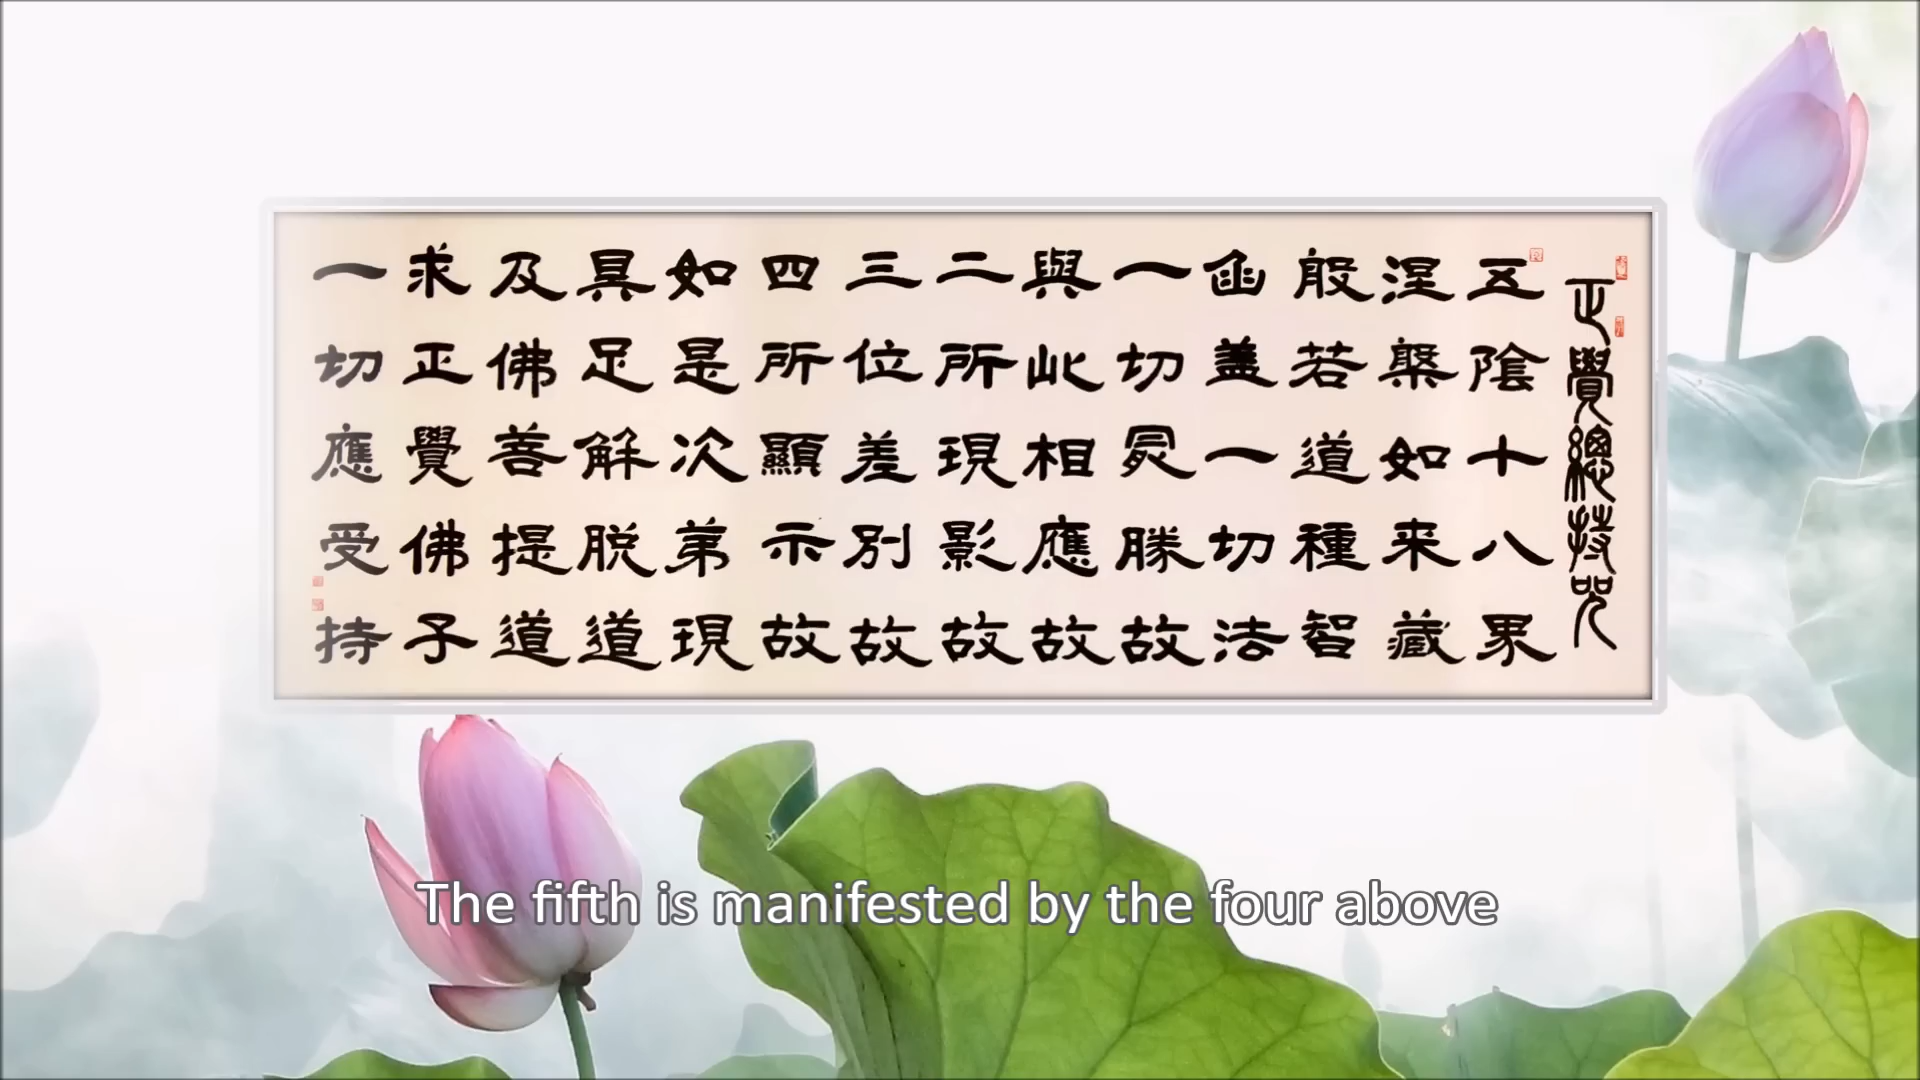 正覺總持咒
五陰十八界
涅槃如来藏
般若道種智
函蓋一切法
一切最勝故
與此相應故
二所現影故
三位差別故
四所顯示故
如是次第現
具足解脫道
及佛菩提道
求正覺佛子
一切應受持
The fifth is manifested by the four above